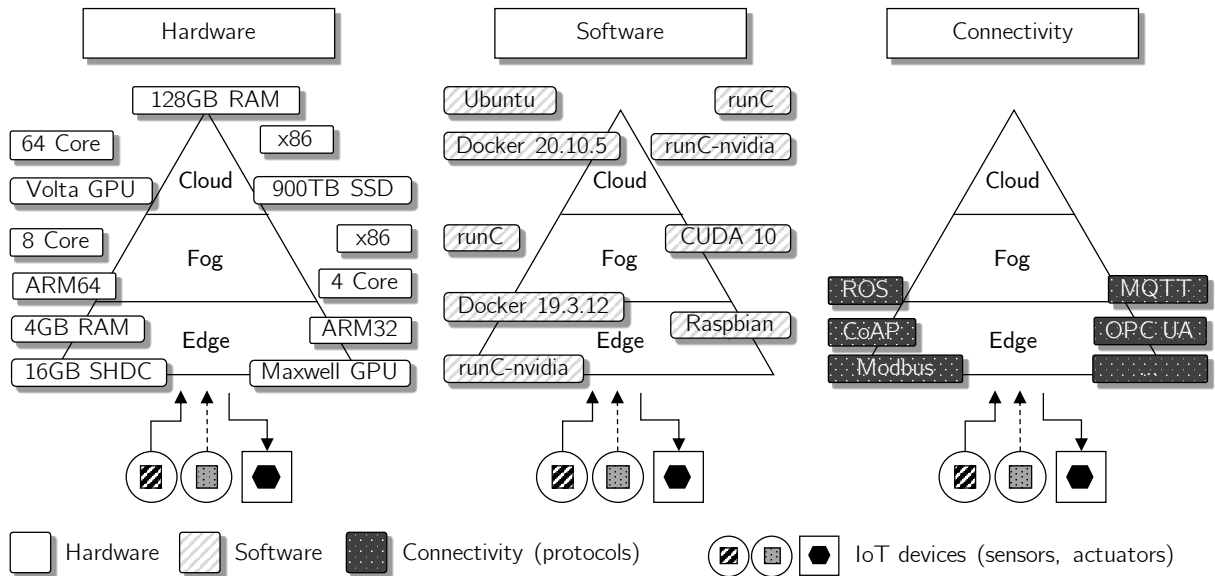 Hardware
Software
Connectivity
128GB RAM
64 Core
x86
Volta GPU
Cloud
900TB SSD
8 Core
x86
Fog
ARM64
4 Core
4GB RAM
ARM32
Edge
16GB SHDC
Maxwell GPU
Ubuntu
runC
Docker 20.10.5
runC-nvidia
Cloud
runC
CUDA 10
Fog
Docker 19.3.12
Raspbian
Edge
runC-nvidia
Cloud
Fog
ROS
MQTT
CoAP
OPC UA
Edge
Modbus
...
Hardware
Software
Connectivity (protocols)
IoT devices (sensors, actuators)